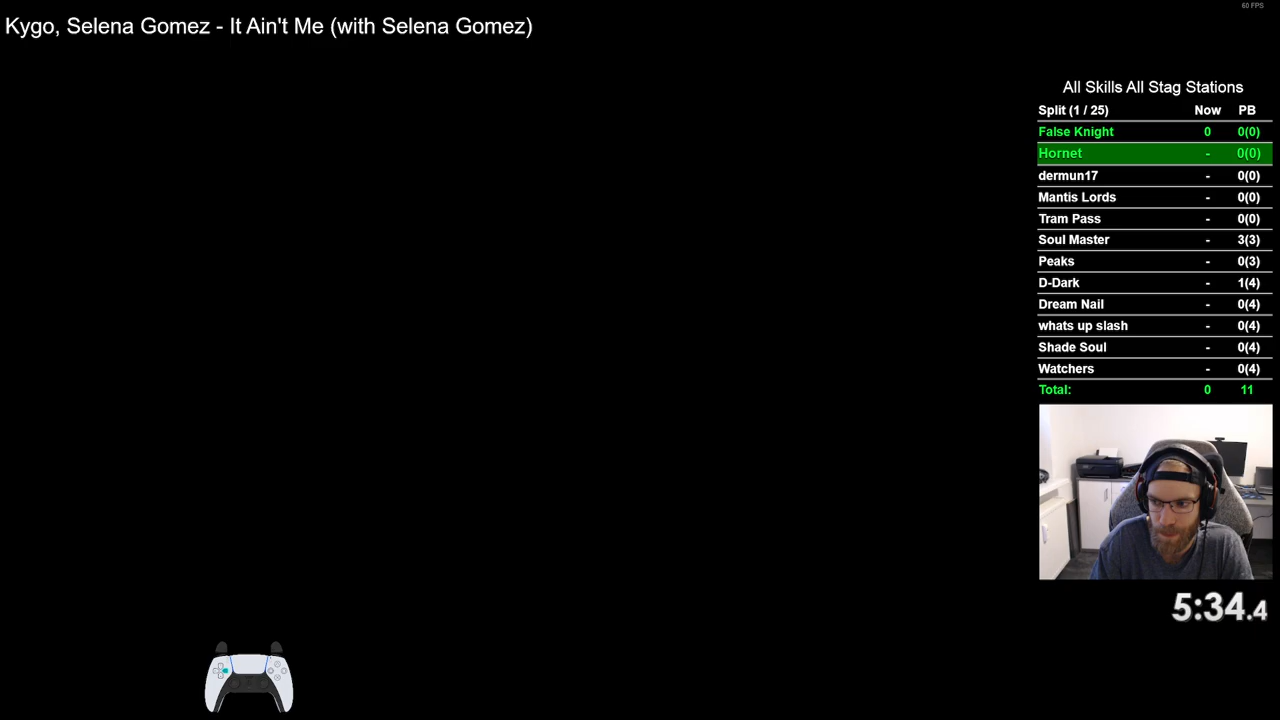 60 FPS
Kygo, Selena Gomez - It Ain't Me (with Selena Gomez)
All Skills All Stag Stations
Split (1 / 25) Now PB
False Knight 0 0(0)
Hornet - 0(0)
dermun17 - 0(0)
Mantis Lords - 0(0)
Tram Pass - 0(0)
Soul Master - 3(3)
Peaks - 0(3)
D-Dark - 1(4)
Dream Nail - 0(4)
whats up slash - 0(4)
Shade Soul - 0(4)
Watchers - 0(4)
Total: 0 11
5:34.4